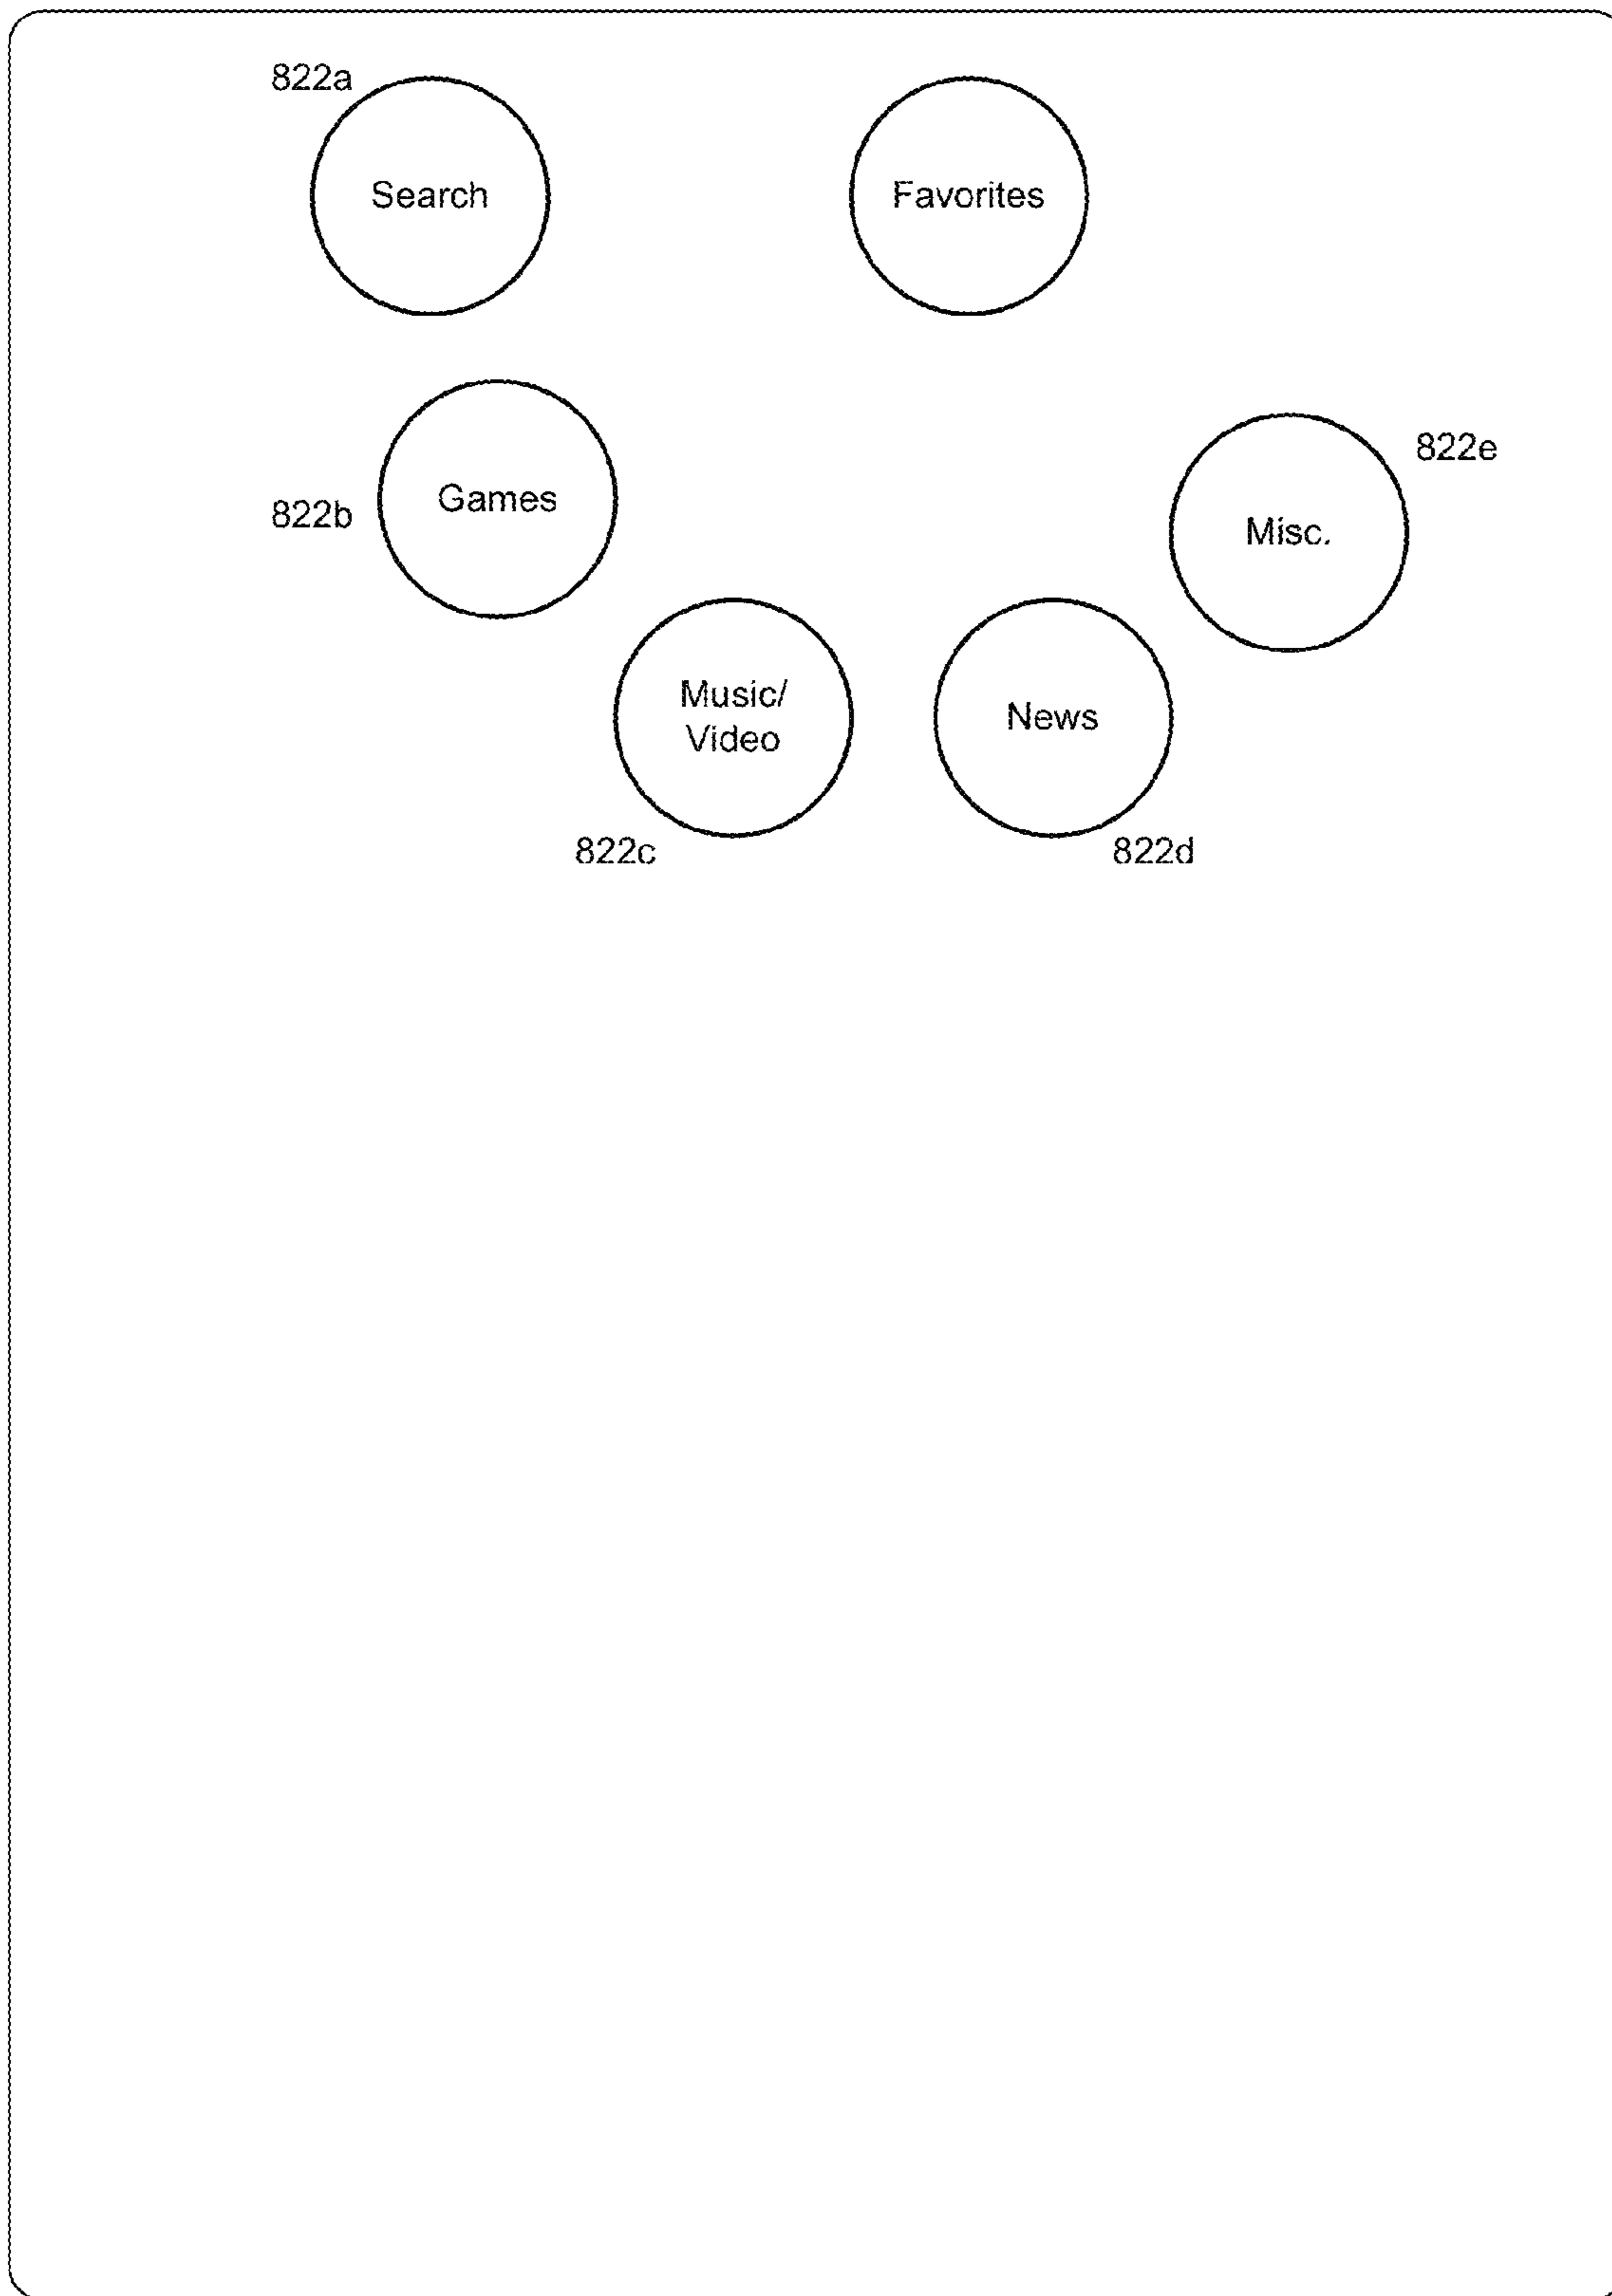 822a
Search
Favorites
822e
Games
822b
Misc.
Music/
Video
News
822c
822d